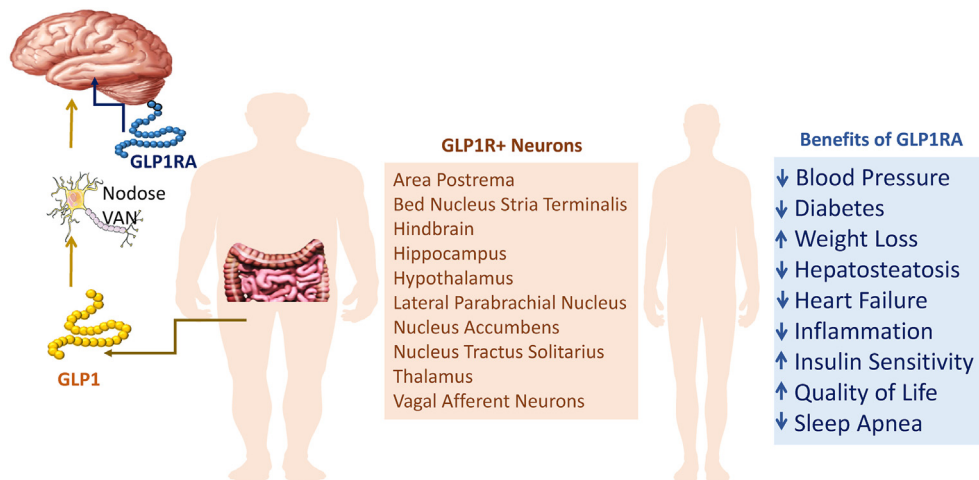 GLP1RA
Nodose
VAN
GLP1
GLP1R+ Neurons
Area Postrema
Bed Nucleus Stria Terminalis
Hindbrain
Hippocampus
Hypothalamus
Lateral Parabrachial Nucleus
Nucleus Accumbens
Nucleus Tractus Solitarius
Thalamus
Vagal Afferent Neurons
Benefits of GLP1RA
↓ Blood Pressure
↓ Diabetes
↑ Weight Loss
↓ Hepatosteatosis
↓ Heart Failure
↓ Inflammation
↑ Insulin Sensitivity
↑ Quality of Life
↓ Sleep Apnea